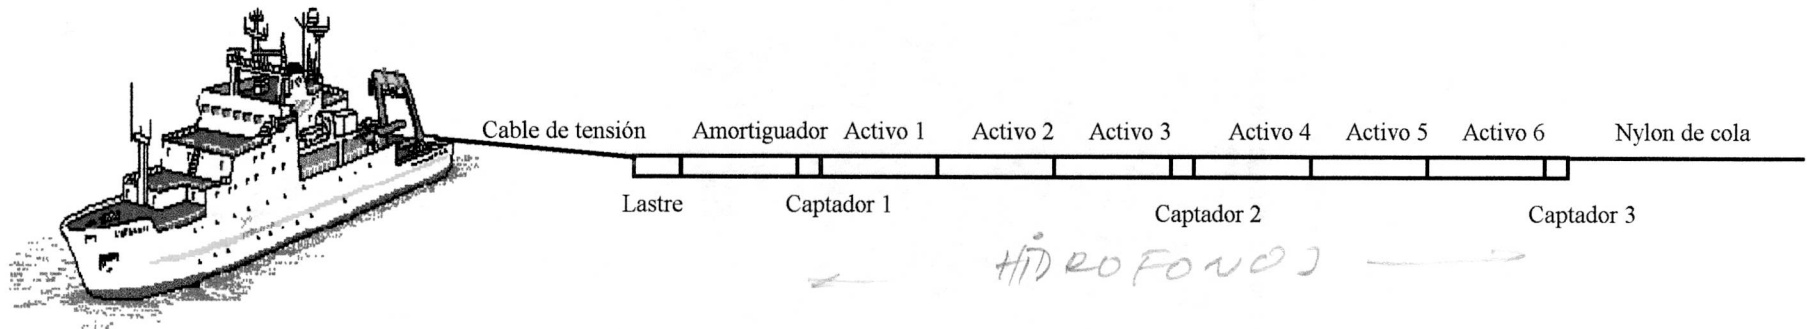 Cable de tensión Amortiguador Activo 1 Activo 2 Activo 3 Activo 4 Activo 5 Activo 6 Nylon de cola
Lastre Captador 1 Captador 2 Captador 3
HIDROFONOS